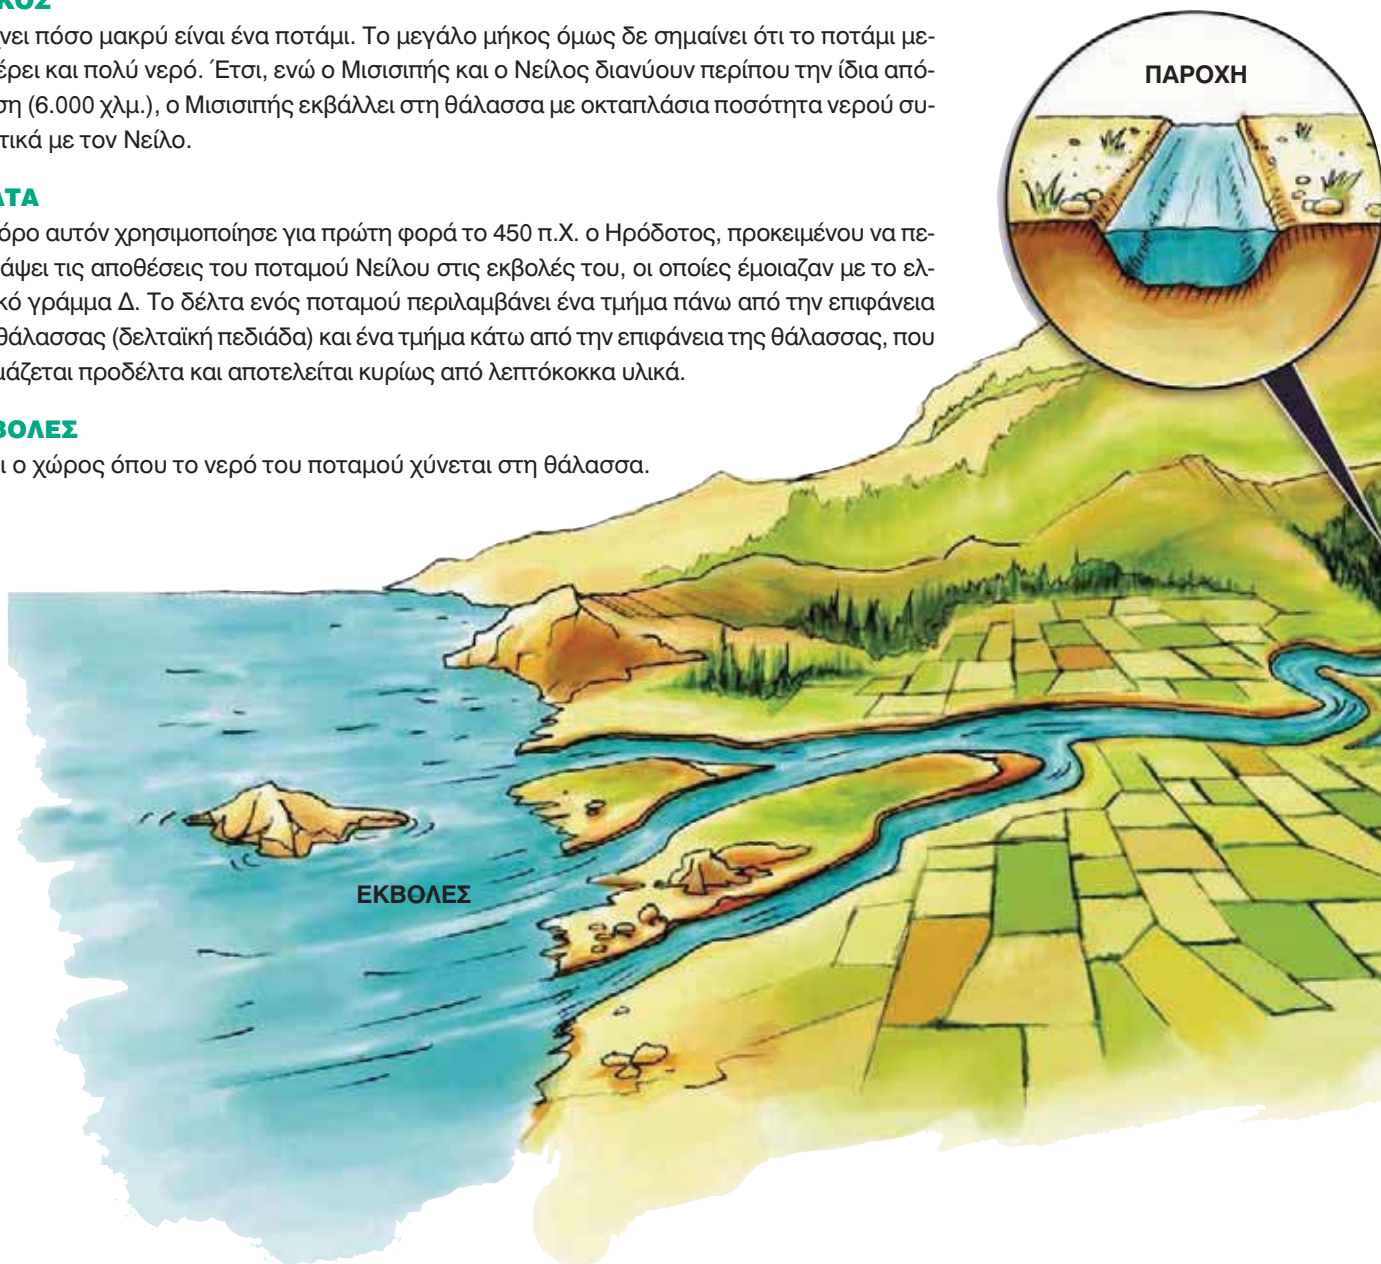 ΚΟΣ
νει πόσο μακρύ είναι ένα ποτάμι. Το μεγάλο μήκος όμως δε σημαίνει ότι το ποτάμι με-
έρει και πολύ νερό. Έτσι, ενώ ο Μισισιπής και ο Νείλος διανύουν περίπου την ίδια από-
ση (6.000 χλμ.), ο Μισισιπής εκβάλλει στη θάλασσα με οκταπλάσια ποσότητα νερού συ-
τικά με τον Νείλο.
ΛΤΑ
όρο αυτόν χρησιμοποίησε για πρώτη φορά το 450 π.Χ. ο Ηρόδοτος, προκειμένου να πε-
άψει τις αποθέσεις του ποταμού Νείλου στις εκβολές του, οι οποίες έμοιαζαν με το ελ-
κό γράμμα Δ. Το δέλτα ενός ποταμού περιλαμβάνει ένα τμήμα πάνω από την επιφάνεια
θάλασσας (δελταϊκή πεδιάδα) και ένα τμήμα κάτω από την επιφάνεια της θάλασσας, που
μάζεται προδέλτα και αποτελείται κυρίως από λεπτόκοκκα υλικά.
ΒΟΛΕΣ
ι ο χώρος όπου το νερό του ποταμού χύνεται στη θάλασσα.
ΠΑΡΟΧΗ
ΕΚΒΟΛΕΣ